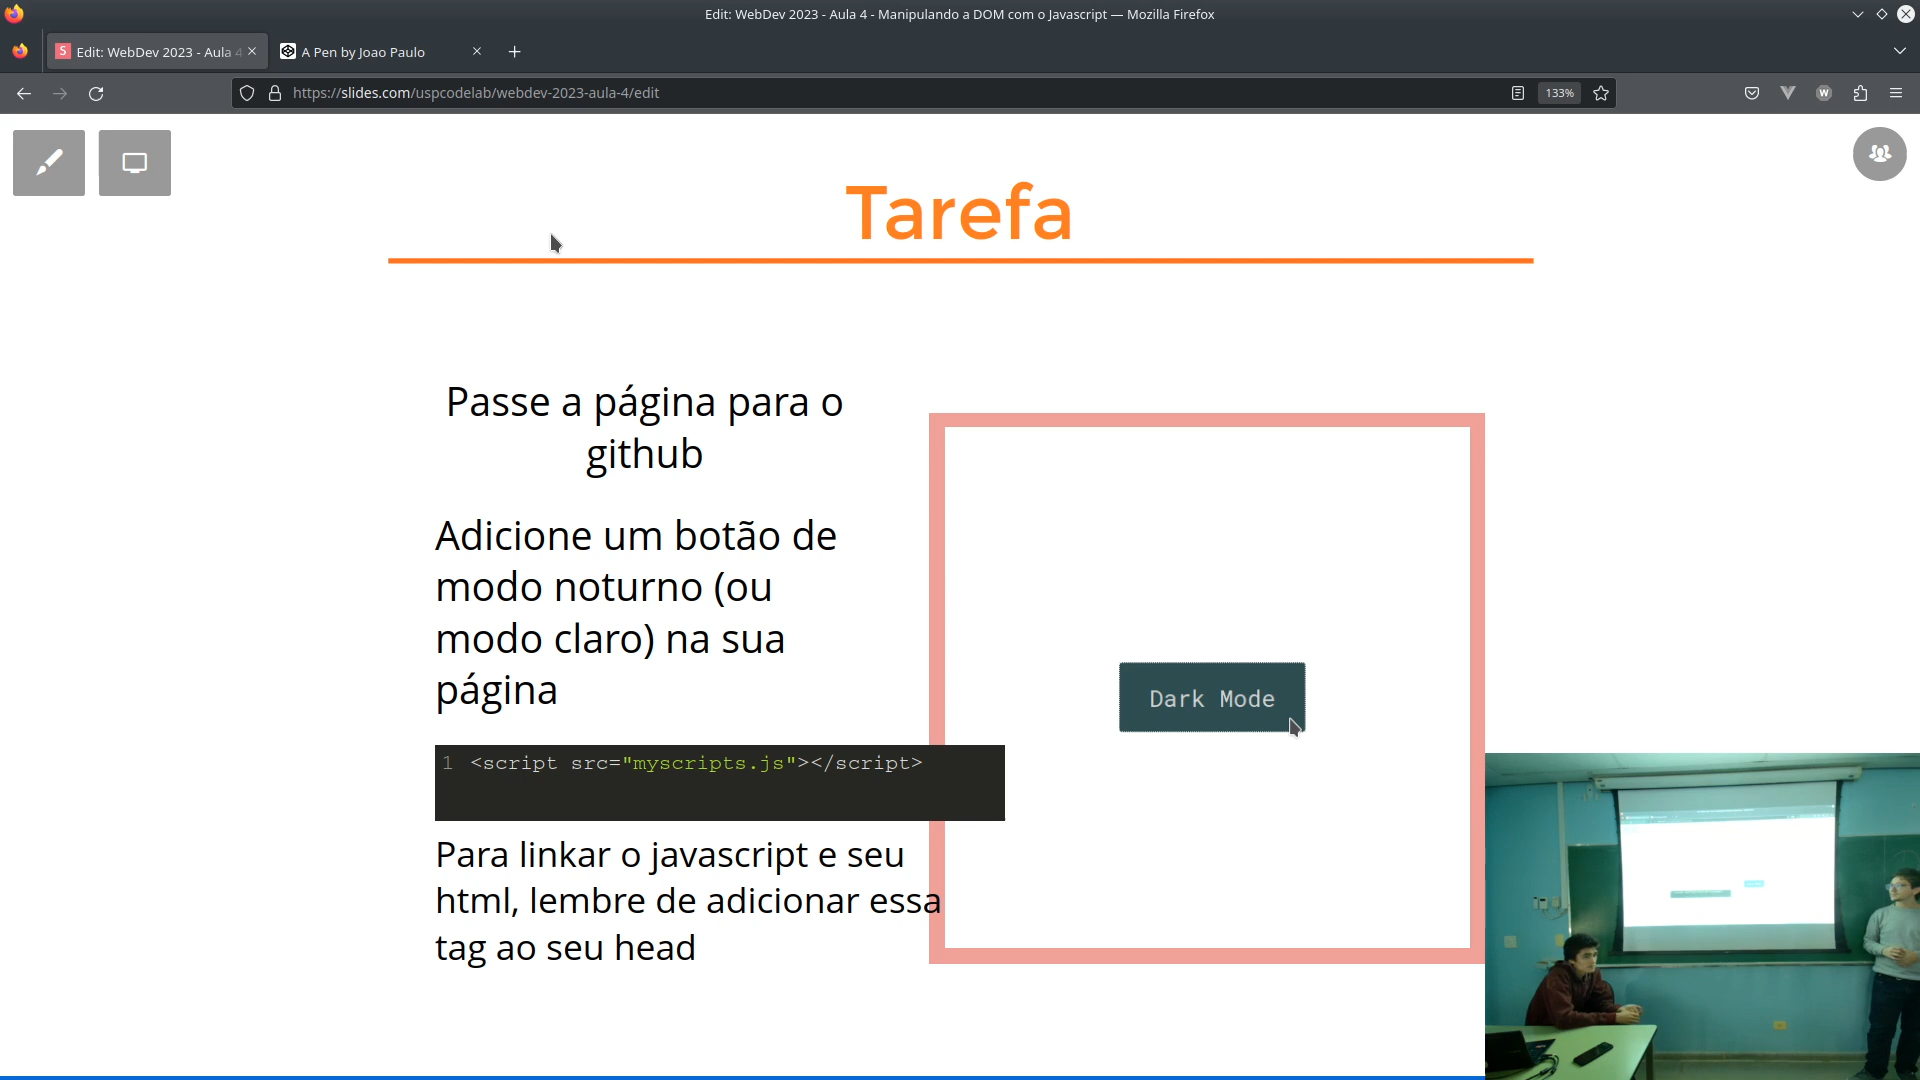 Edit: WebDev 2023 - Aula 4 - Manipulando a DOM com o Javascript — Mozilla Firefox
S Edit: WebDev 2023 - Aula 4
A Pen by Joao Paulo
https://slides.com/uspcodelab/webdev-2023-aula-4/edit
133%
W
Tarefa
Passe a página para o
github
Adicione um botão de
modo noturno (ou
modo claro) na sua
página
1 <script src="myscripts.js"></script>
Para linkar o javascript e seu
html, lembre de adicionar essa
tag ao seu head
Dark Mode